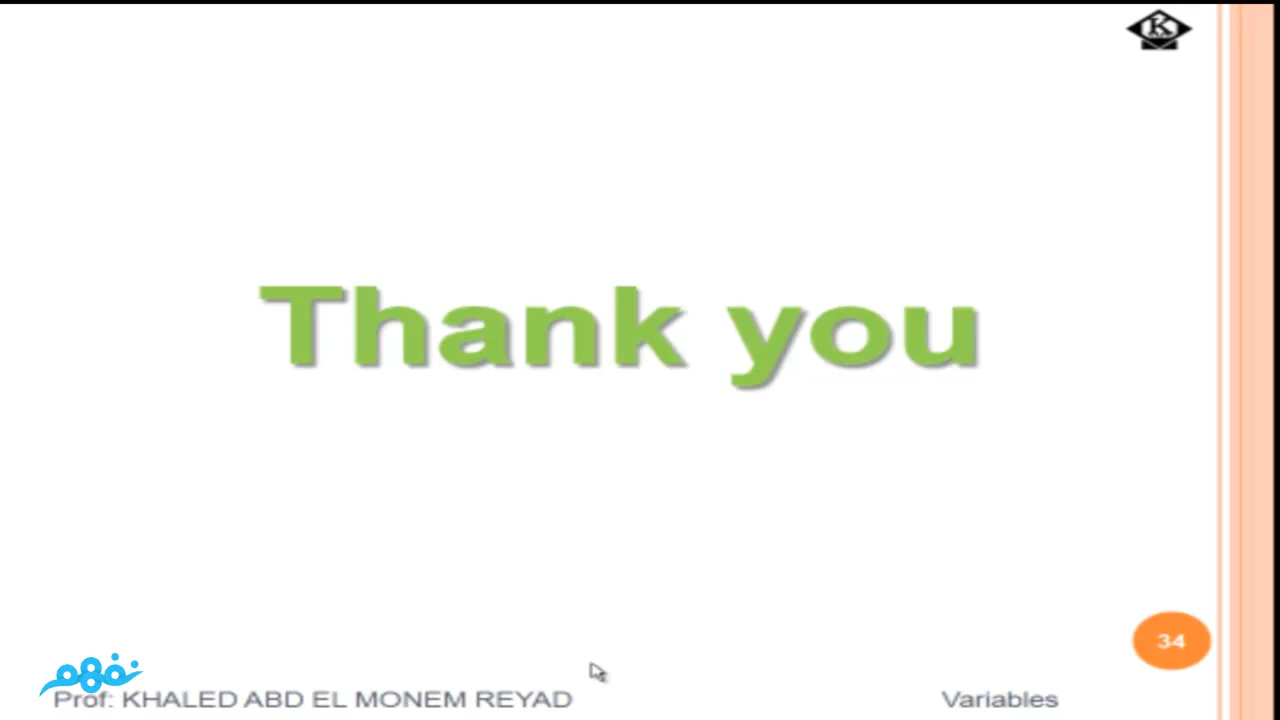 K
Thank you
34
نفهم
Prof: KHALED ABD EL MONEM REYAD
Variables